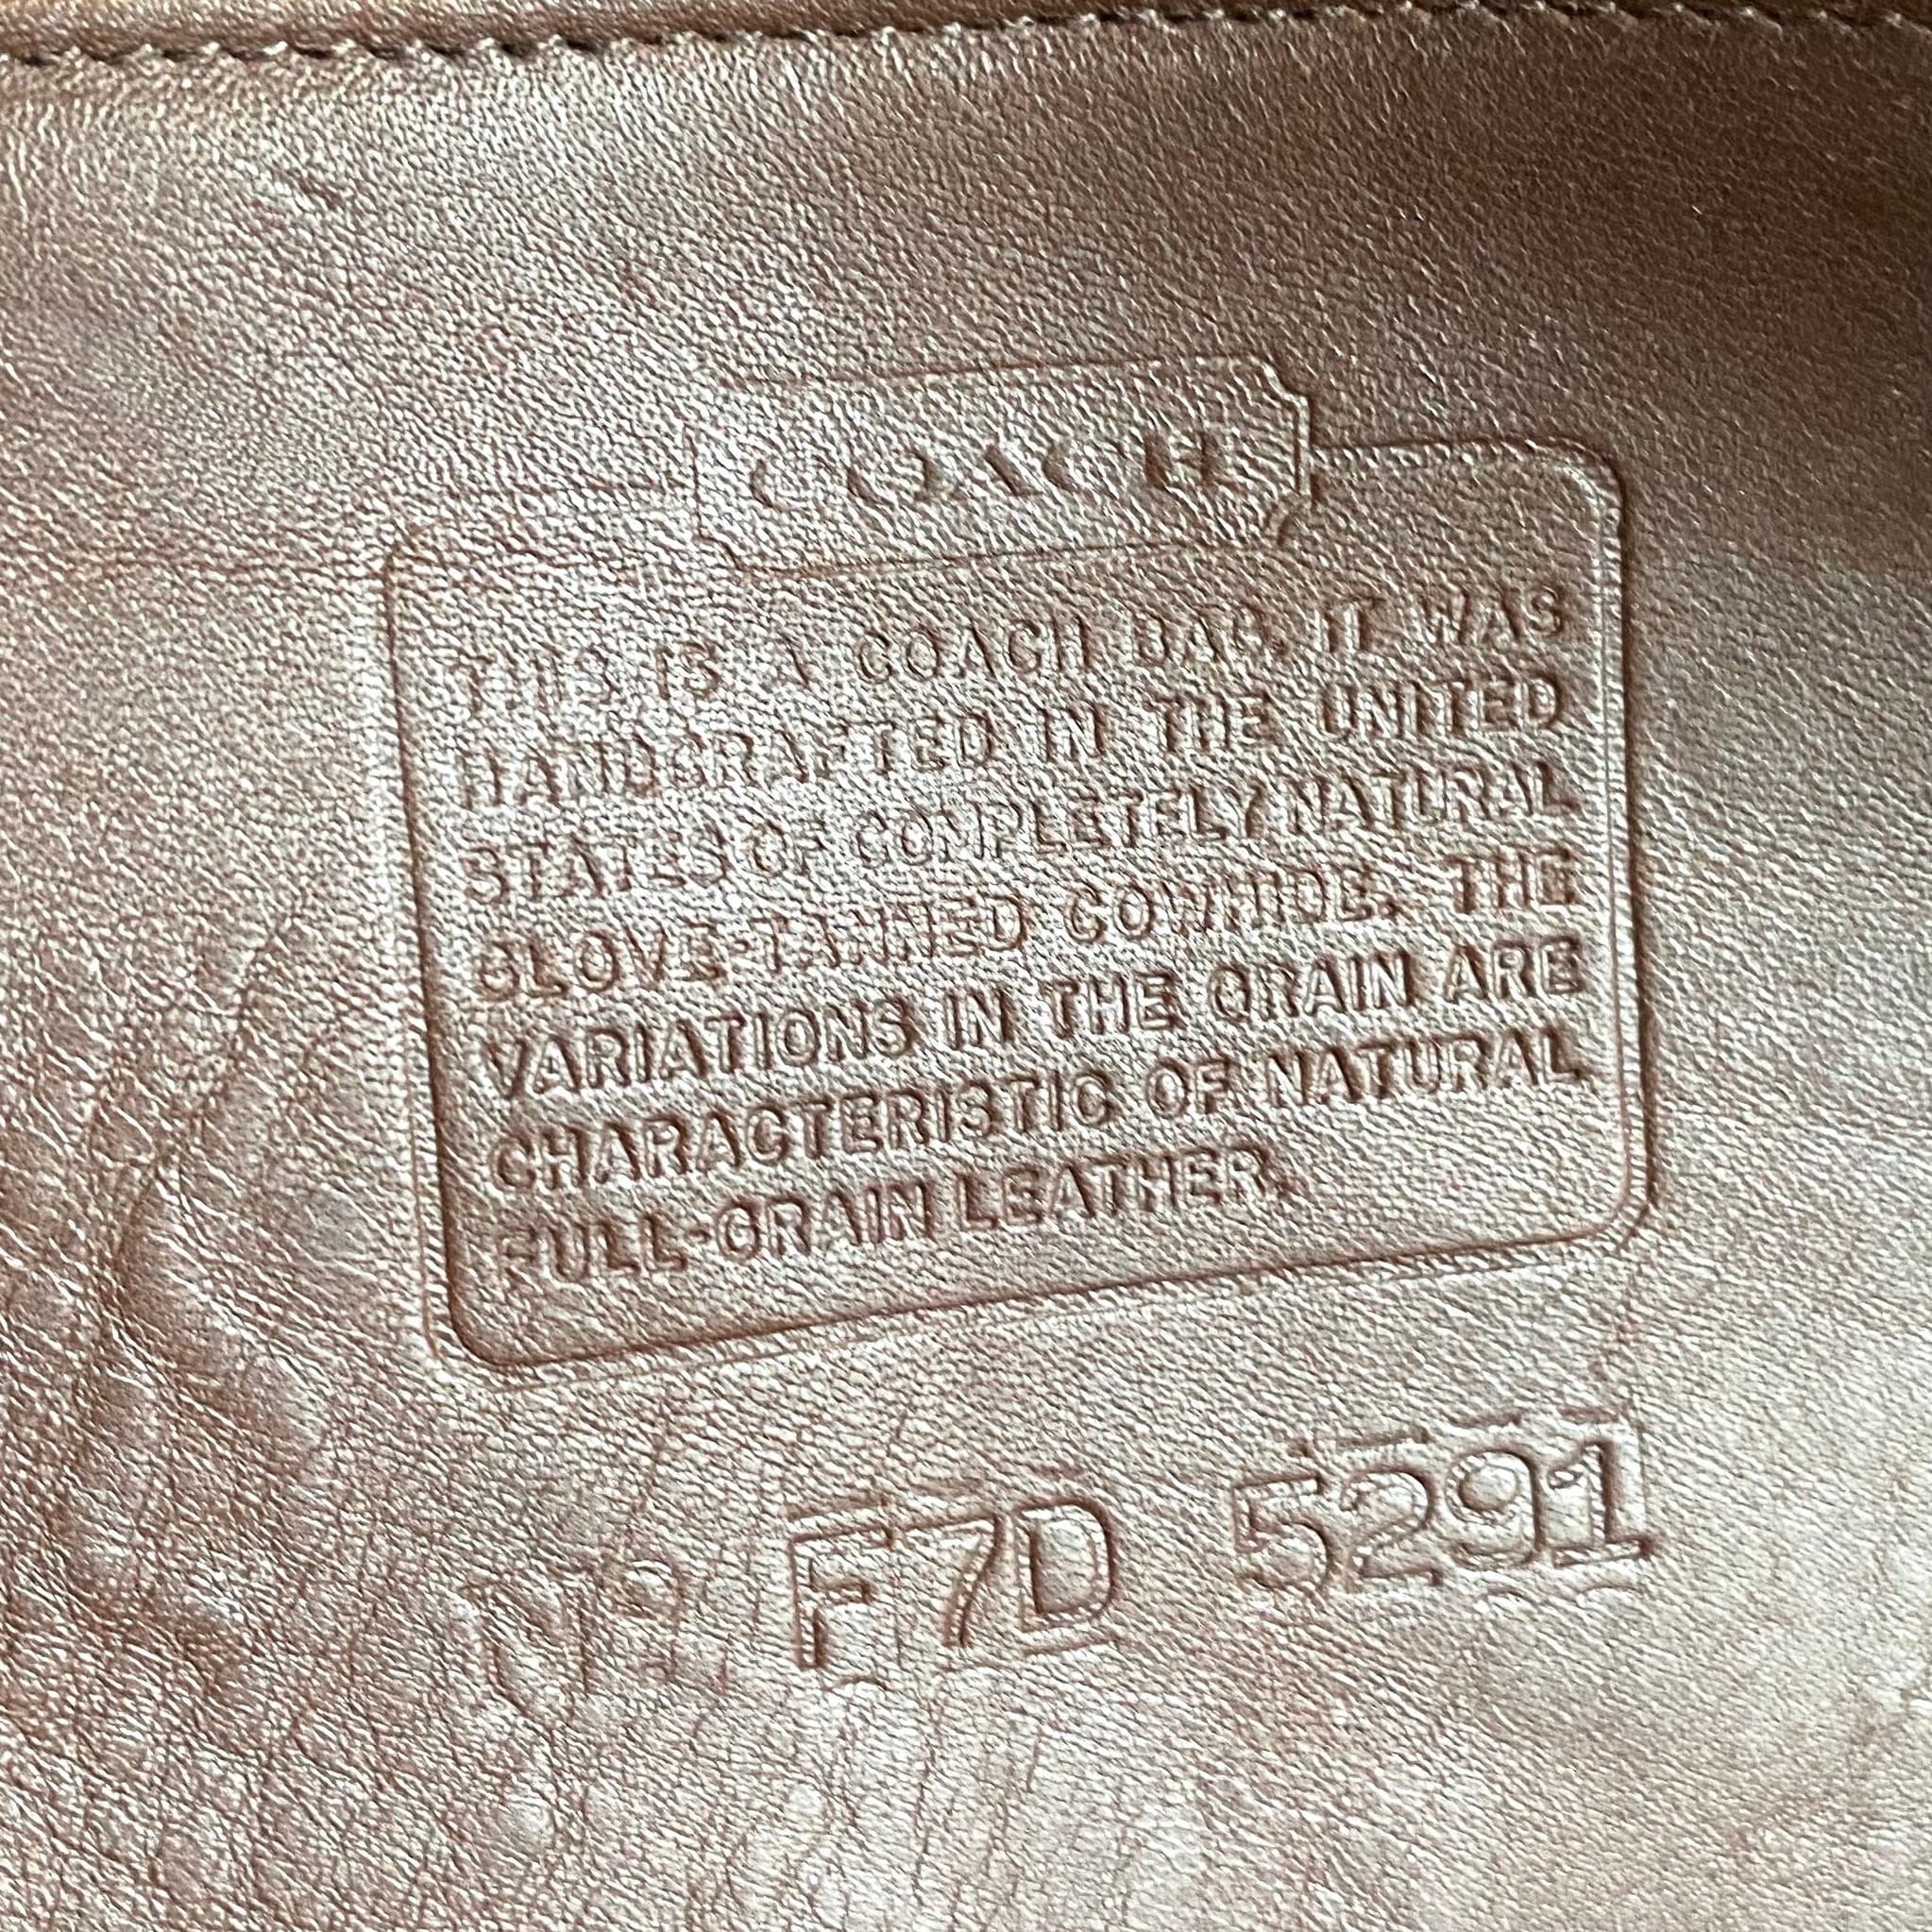 COACH
THIS IS A COACH BAG. IT WAS
HANDCRAFTED IN THE UNITED
STATES OF COMPLETELY NATURAL
GLOVE-TANNED COWHIDE. THE
VARIATIONS IN THE GRAIN ARE
CHARACTERISTIC OF NATURAL
FULL-GRAIN LEATHER.
Nº F7D 5291